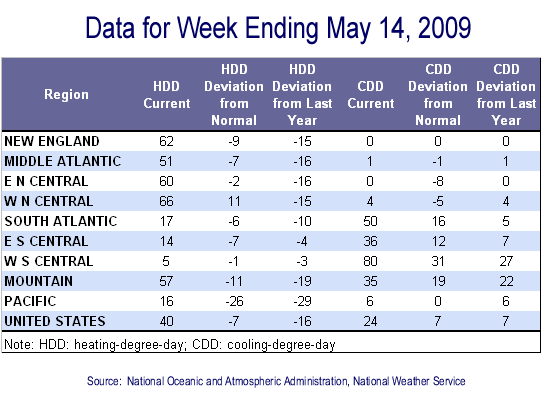 Data for Week Ending May 14, 2009
Region HDD Current HDD Deviation from Normal HDD Deviation from Last Year CDD Current CDD Deviation from Normal CDD Deviation from Last Year
NEW ENGLAND 62 -9 -15 0 0 0
MIDDLE ATLANTIC 51 -7 -16 1 -1 1
E N CENTRAL 60 -2 -16 0 -8 0
W N CENTRAL 66 11 -15 4 -5 4
SOUTH ATLANTIC 17 -6 -10 50 16 5
E S CENTRAL 14 -7 -4 36 12 7
W S CENTRAL 5 -1 -3 80 31 27
MOUNTAIN 57 -11 -19 35 19 22
PACIFIC 16 -26 -29 6 0 6
UNITED STATES 40 -7 -16 24 7 7
Note: HDD: heating-degree-day; CDD: cooling-degree-day
Source: National Oceanic and Atmospheric Administration, National Weather Service